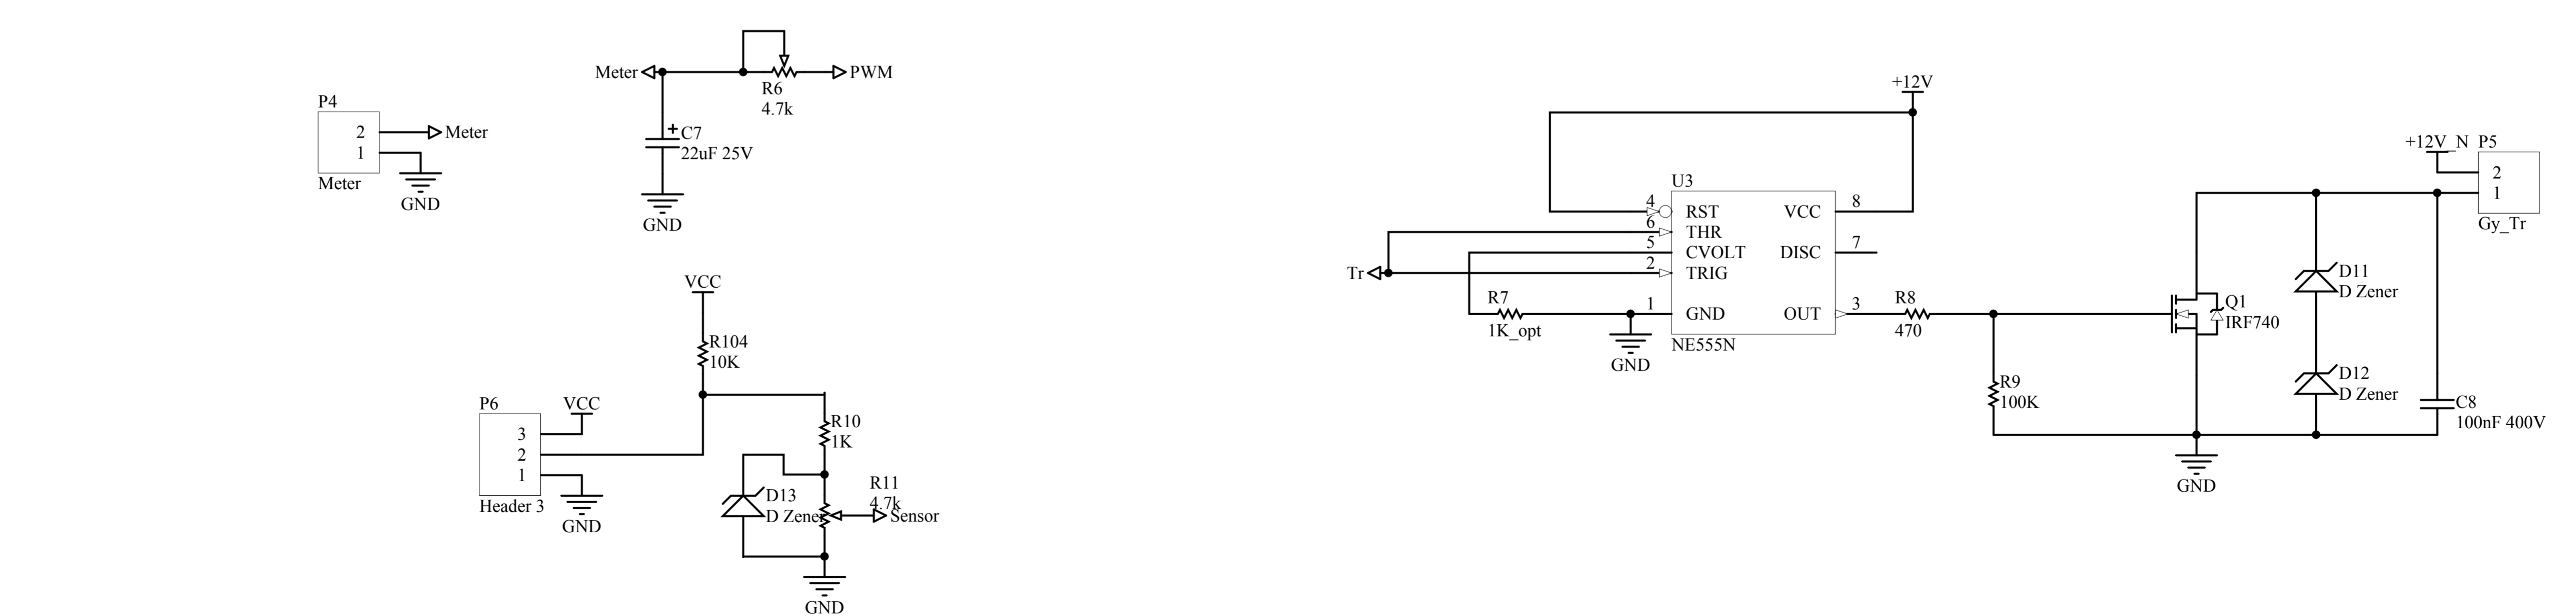 P4
2
1
Meter
Meter
GND
Meter
PWM
R6
4.7k
+
C7
22uF 25V
GND
VCC
R104
10K
P6
VCC
3
2
1
Header 3
GND
R10
1K
D13
D Zener
R11
4.7k
Sensor
GND
+12V
U3
4
RST
6
THR
5
CVOLT
2
TRIG
1
GND
VCC
8
DISC
7
OUT
3
NE555N
Tr
R7
1K_opt
GND
R8
470
R9
100K
Q1
IRF740
D11
D Zener
D12
D Zener
C8
100nF 400V
GND
+12V_N
P5
2
1
Gy_Tr